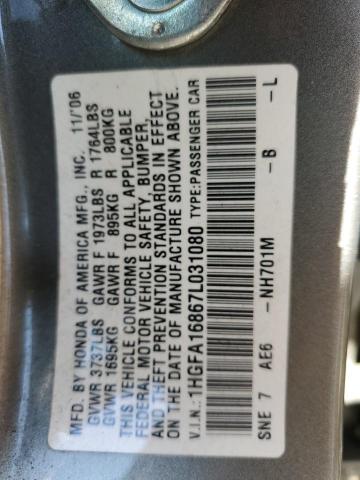 MFD. BY HONDA OF AMERICA MFG., INC. 11/06
GVWR 3737LBS GAWR F 1973LBS R 1764LBS
GVWR 1695KG GAWR F 895KG R 800KG
THIS VEHICLE CONFORMS TO ALL APPLICABLE
FEDERAL MOTOR VEHICLE SAFETY, BUMPER,
AND THEFT PREVENTION STANDARDS IN EFFECT
ON THE DATE OF MANUFACTURE SHOWN ABOVE.
V.I.N.: 1HGFA16867L031080 TYPE:PASSENGER CAR
SNE 7 AE6 -NH701M -B -L